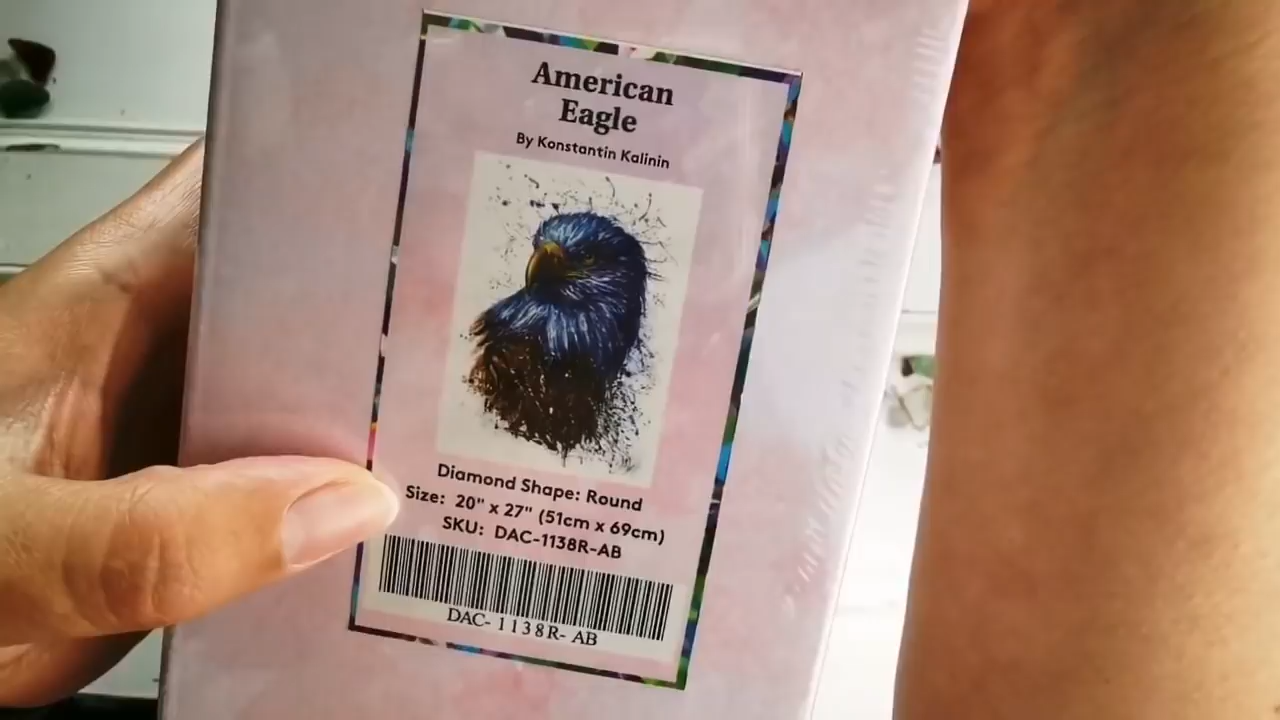 American
Eagle
By Konstantin Kalinin
Diamond Shape: Round
Size: 20" x 27" (51cm x 69cm)
SKU: DAC-1138R-AB
DAC- 1138R- AB